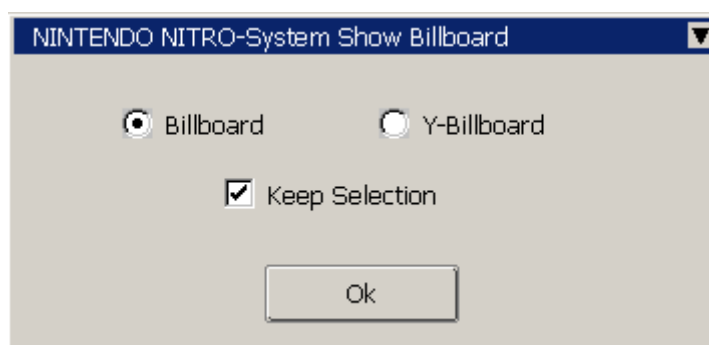 NINTENDO NITRO-System Show Billboard
Billboard Y-Billboard
Keep Selection
Ok